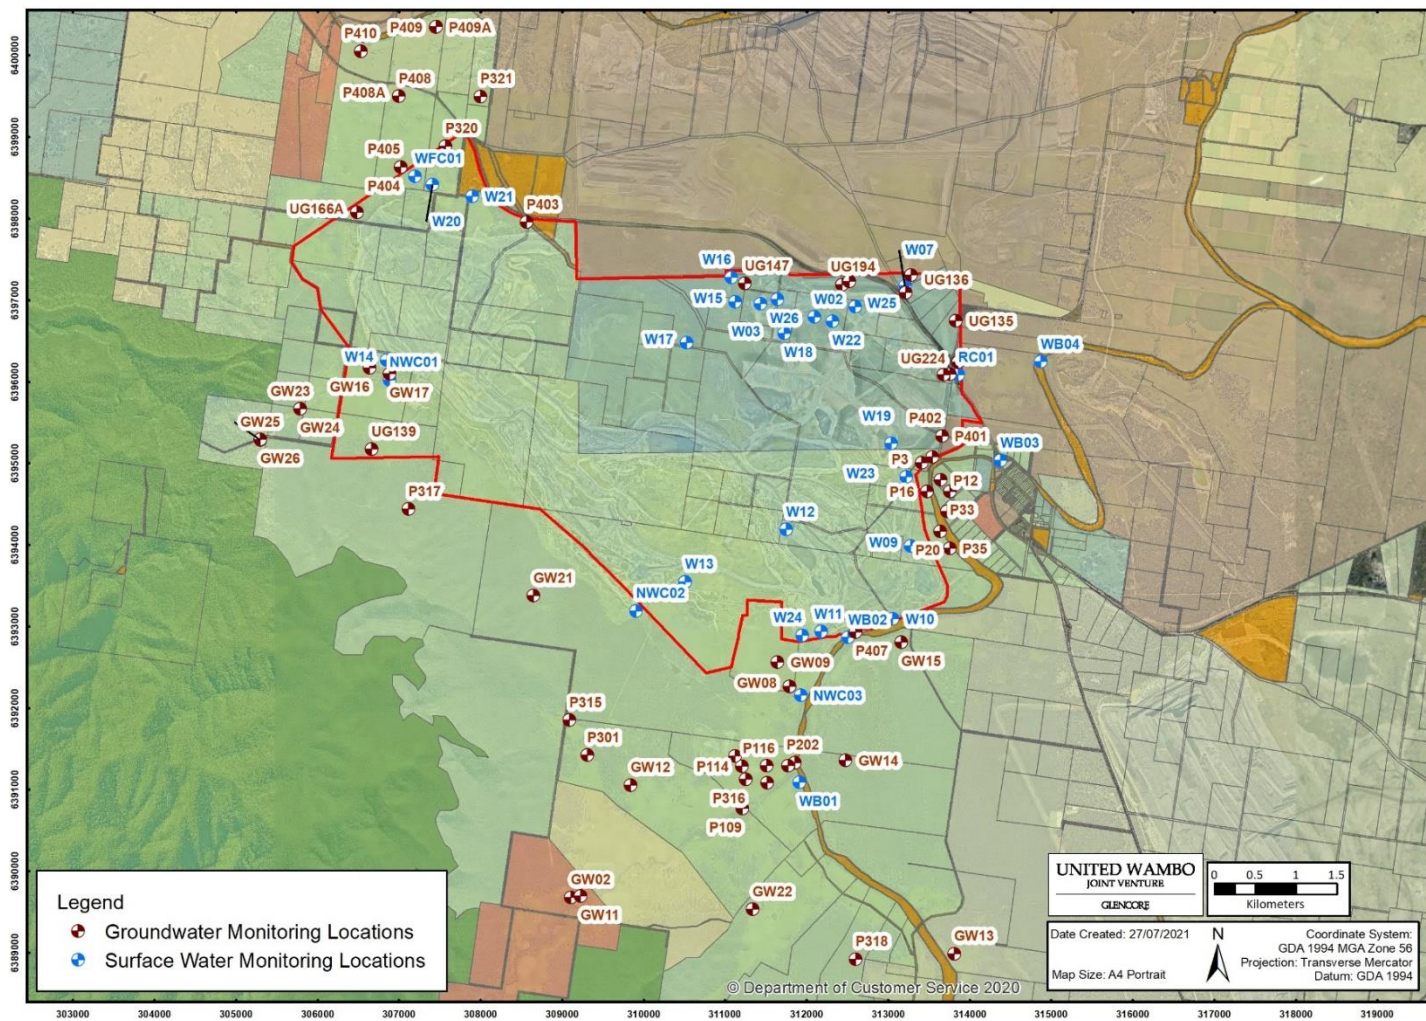 P410
P409
P409A
P408
P321
P408A
P320
P405
WFC01
P404
W21
P403
UG166A
W20
W07
W16
UG147
UG194
UG136
W15
W02
W25
W26
UG135
W03
W22
W17
W18
WB04
W14
NWC01
UG224
RC01
GW16
GW17
GW23
GW25
GW24
UG139
GW26
W19
P402
P401
WB03
P3
W23
P12
P16
P317
P33
W12
W09
P20
P35
GW21
W13
NWC02
W24
W11
WB02
W10
P407
GW15
GW09
GW08
NWC03
P315
P301
P116
P202
GW14
P114
GW12
P316
WB01
P109
GW02
GW11
GW22
P318
GW13
6400000
6399000
6398000
6397000
6396000
6395000
6394000
6393000
6392000
6391000
6390000
6389000
Legend
Groundwater Monitoring Locations
Surface Water Monitoring Locations
UNITED WAMBO
JOINT VENTURE
GLENCORE
0 0.5 1 1.5
Kilometers
Date Created: 27/07/2021
Map Size: A4 Portrait
N
Coordinate System:
GDA 1994 MGA Zone 56
Projection: Transverse Mercator
Datum: GDA 1994
© Department of Customer Service 2020
303000 304000 305000 306000 307000 308000 309000 310000 311000 312000 313000 314000 315000 316000 317000 318000 319000